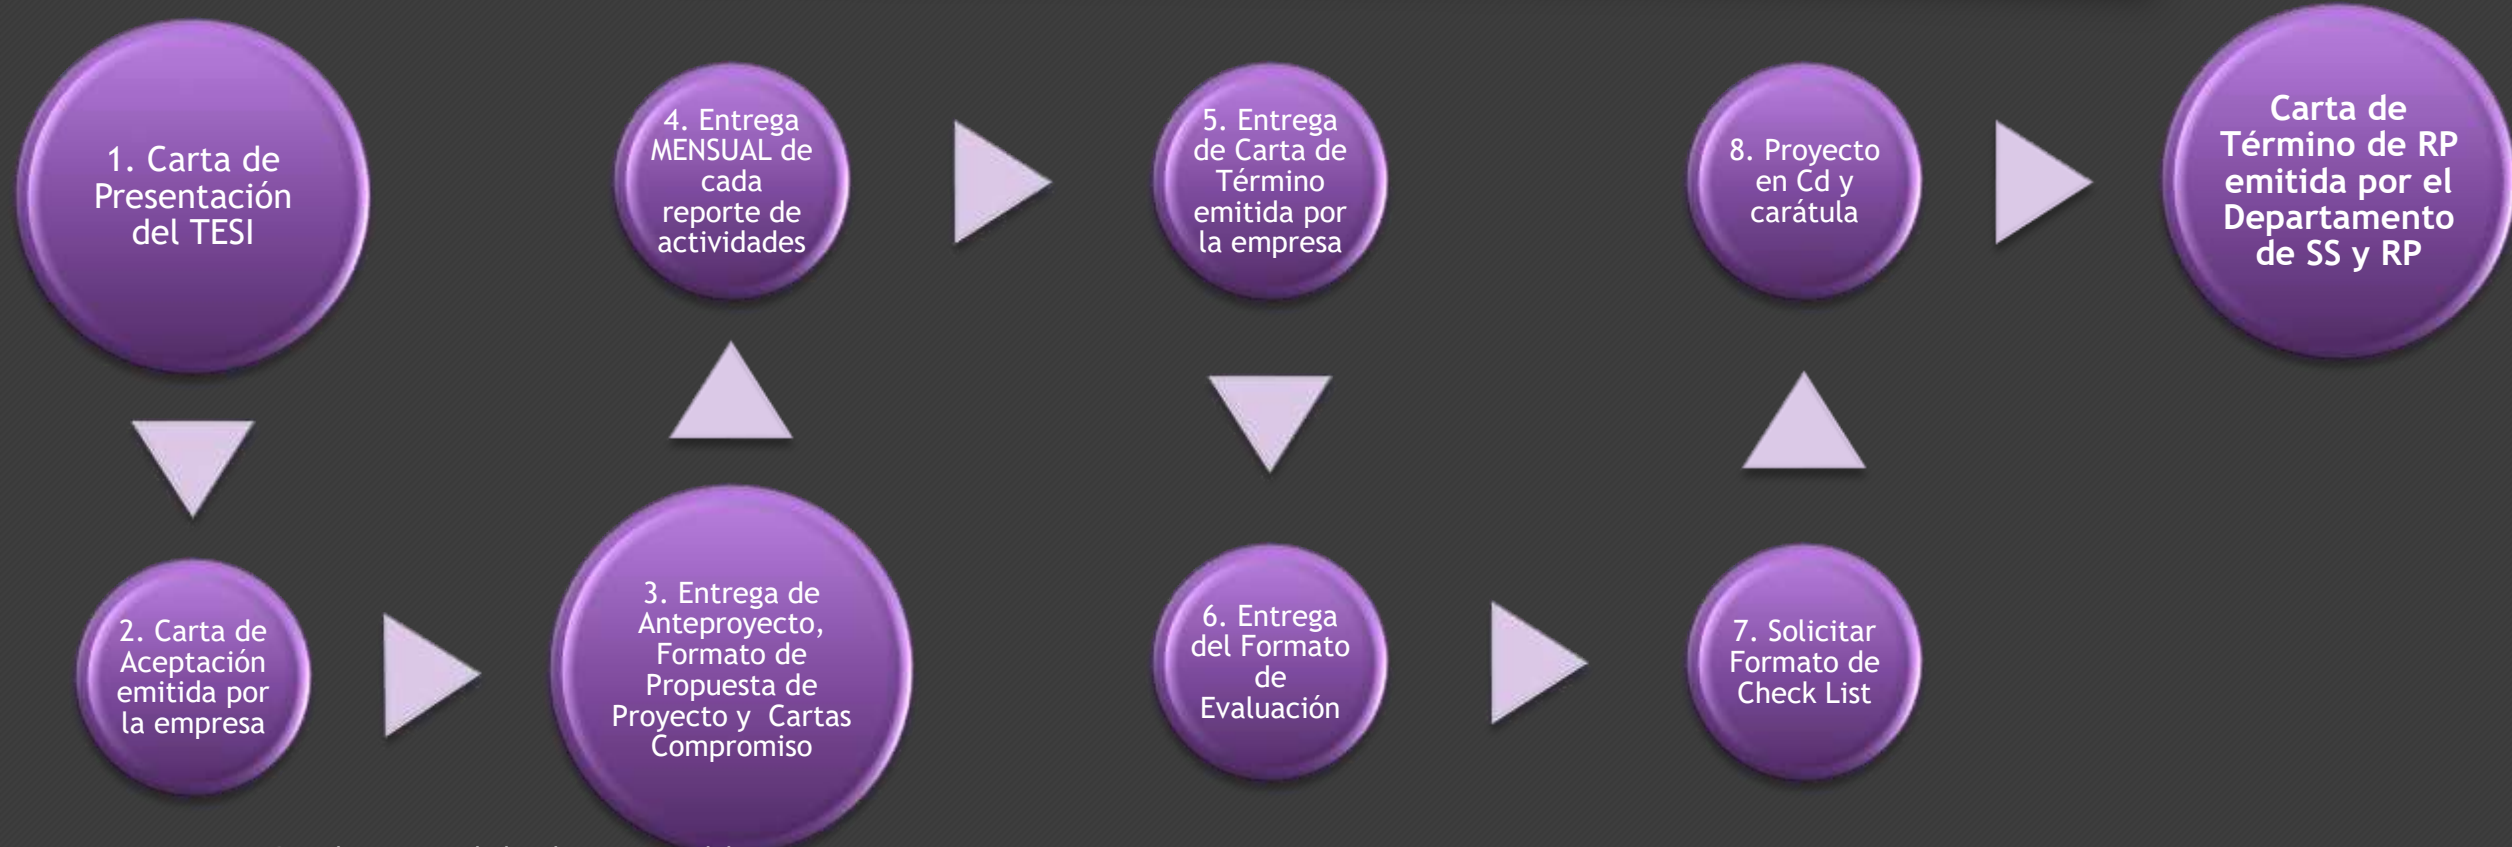 1. Carta de
Presentación
del TESI
2. Carta de
Aceptación
emitida por
la empresa
3. Entrega de
Anteproyecto,
Formato de
Propuesta de
Proyecto y Cartas
Compromiso
4. Entrega
MENSUAL de
cada
reporte de
actividades
5. Entrega
de Carta de
Término
emitida por
la empresa
6. Entrega
del Formato
de
Evaluación
7. Solicitar
Formato de
Check List
8. Proyecto
en Cd y
carátula
Carta de
Término de RP
emitida por el
Departamento
de SS y RP